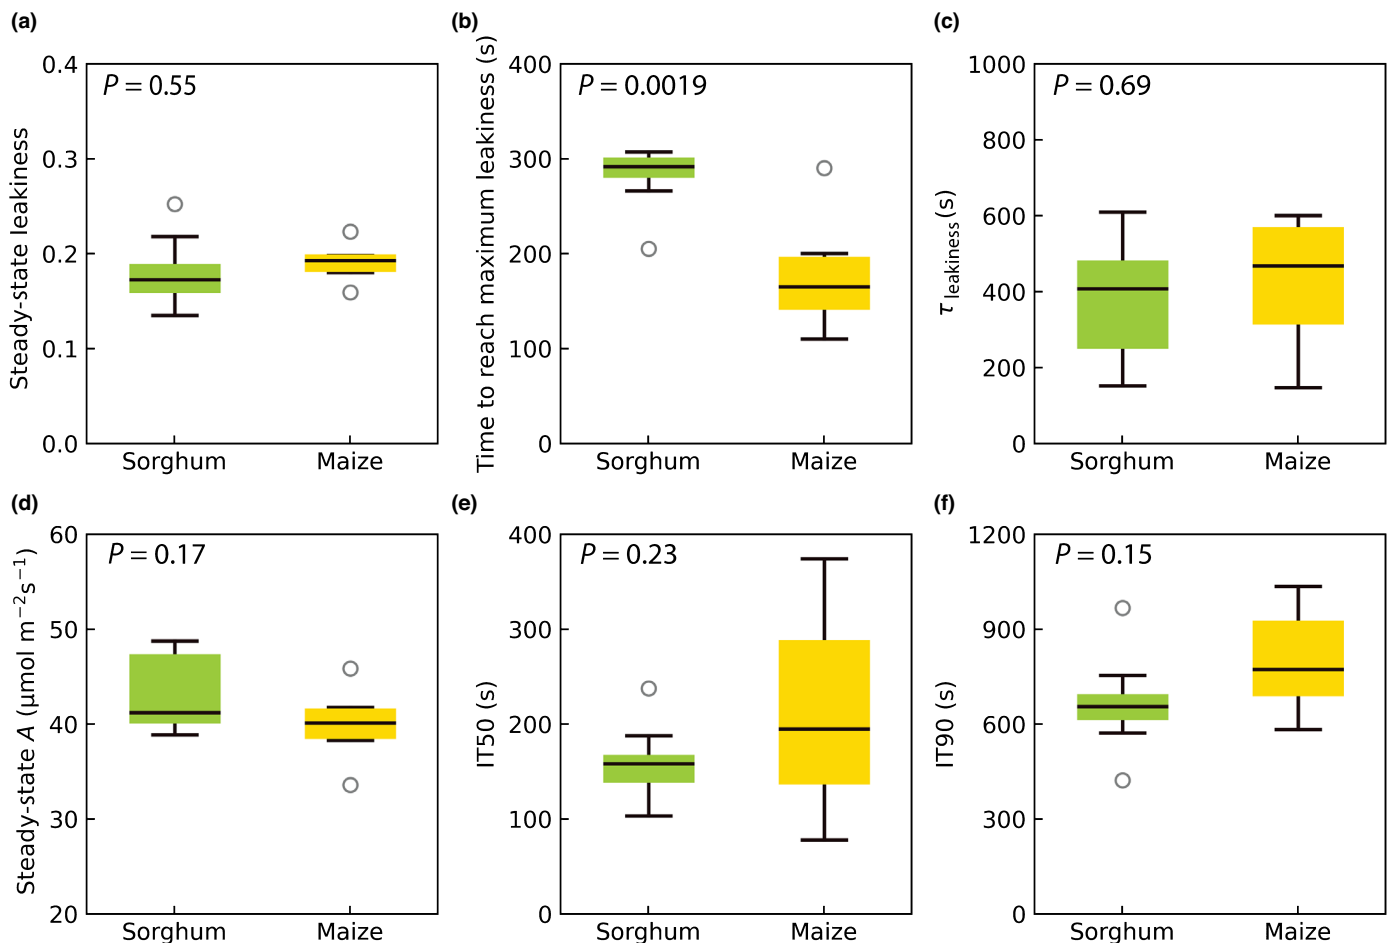 (a)
P = 0.55
Steady-state leakiness
0.4
0.3
0.2
0.1
0.0
Sorghum
Maize
(b)
P = 0.0019
Time to reach maximum leakiness (s)
400
300
200
100
0
Sorghum
Maize
(c)
P = 0.69
τ leakiness (s)
1000
800
600
400
200
0
Sorghum
Maize
(d)
P = 0.17
Steady-state A (μmol m⁻²s⁻¹)
60
50
40
30
20
Sorghum
Maize
(e)
P = 0.23
IT50 (s)
400
300
200
100
0
Sorghum
Maize
(f)
P = 0.15
IT90 (s)
1200
900
600
300
0
Sorghum
Maize